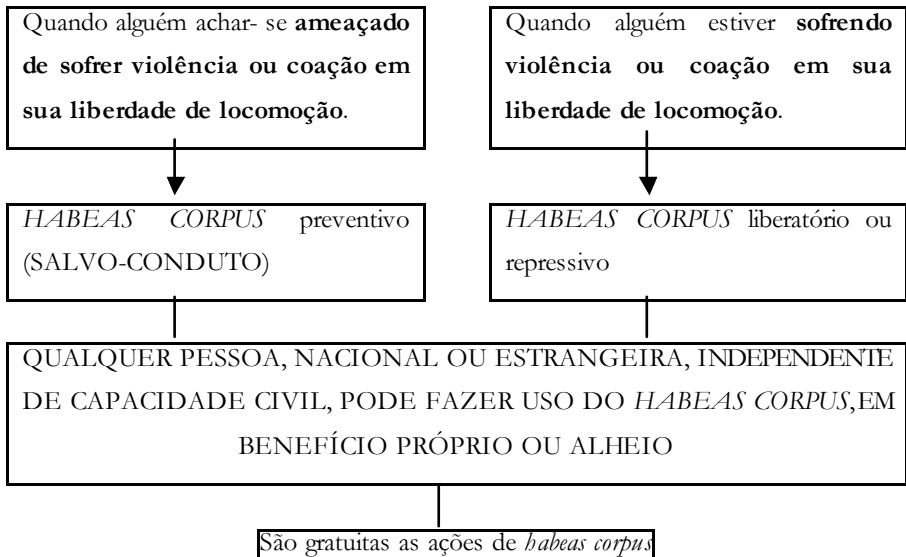 Quando alguém achar- se ameaçado
de sofrer violência ou coação em
sua liberdade de locomoção.
Quando alguém estiver sofrendo
violência ou coação em sua
liberdade de locomoção.
HABEAS CORPUS preventivo
(SALVO-CONDUTO)
HABEAS CORPUS liberatório ou
repressivo
QUALQUER PESSOA, NACIONAL OU ESTRANGEIRA, INDEPENDENTE
DE CAPACIDADE CIVIL, PODE FAZER USO DO HABEAS CORPUS,EM
BENEFÍCIO PRÓPRIO OU ALHEIO
São gratuitas as ações de habeas corpus